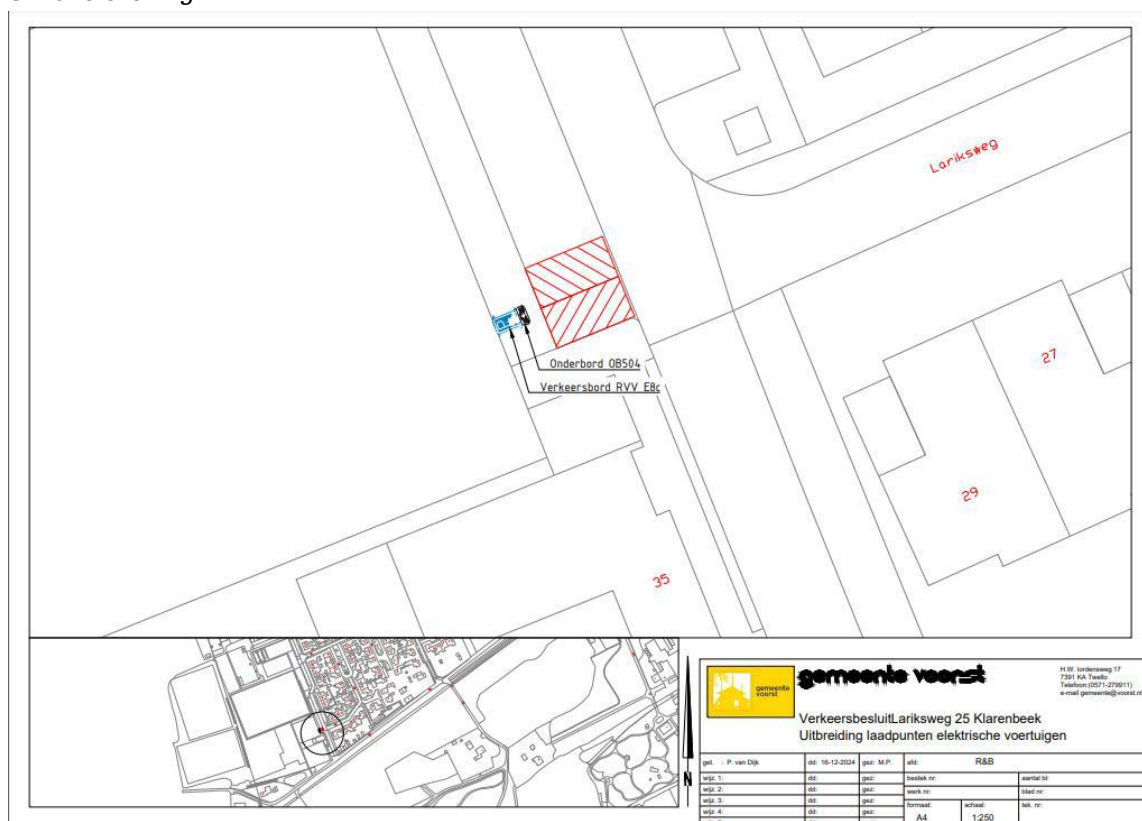 Lariksweg
Onderbord OB504
Verkeersbord RVV E8c
27
29
35
gemeente
voorst
gemeente voorst
H.W. Iordensweg 17
7391 KA Twello
Telefoon:(0571-279911)
e-mail gemeente@voorst.nl
VerkeersbesluitLariksweg 25 Klarenbeek
Uitbreiding laadpunten elektrische voertuigen
N
get. : P. van Dijk dd: 16-12-2024 gez: M.P. afd: R&B
wijz. 1: dd: gez: bestek nr: aantal bl:
wijz. 2: dd: gez: werk nr: blad nr:
wijz. 3: dd: gez: formaat: schaal: tek. nr:
wijz. 4: dd: gez: A4 1:250